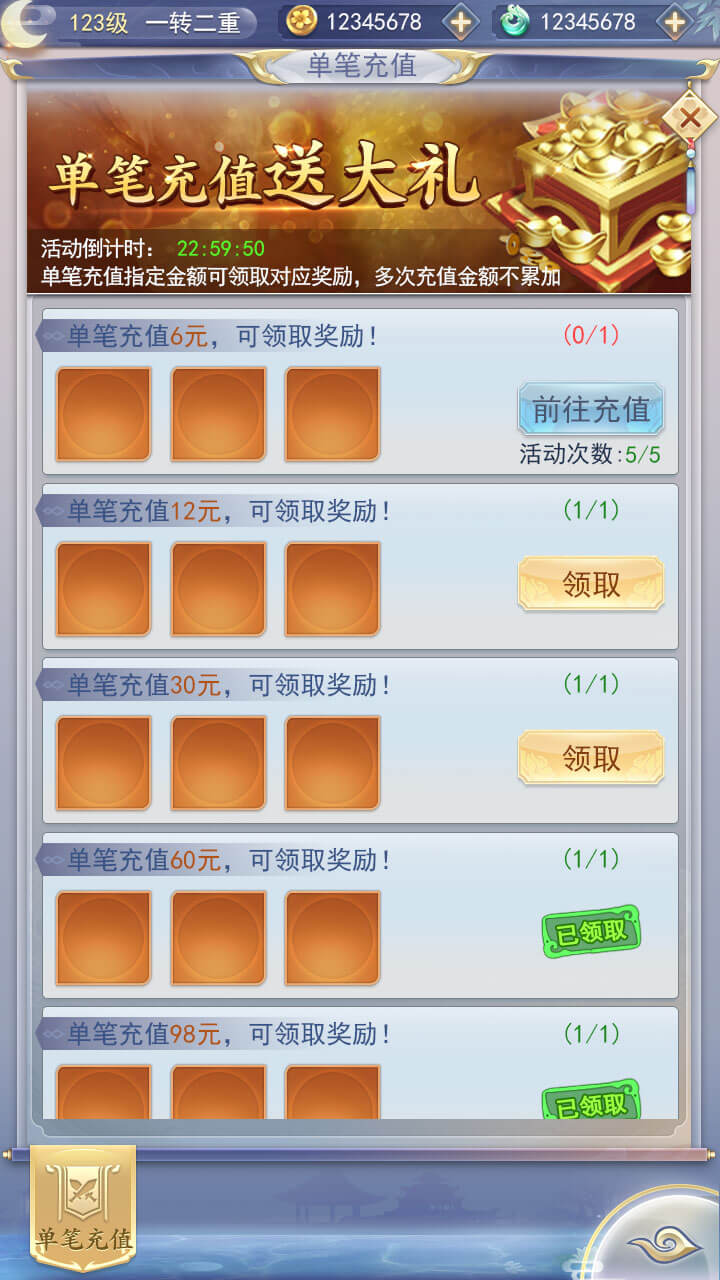 123级 一转二重 12345678 12345678
单笔充值
单笔充值送大礼
活动倒计时： 22:59:50
单笔充值指定金额可领取对应奖励，多次充值金额不累加
单笔充值6元，可领取奖励！ (0/1)
前往充值
活动次数:5/5
单笔充值12元，可领取奖励！ (1/1)
领取
单笔充值30元，可领取奖励！ (1/1)
领取
单笔充值60元，可领取奖励！ (1/1)
已领取
单笔充值98元，可领取奖励！ (1/1)
已领取
单笔充值